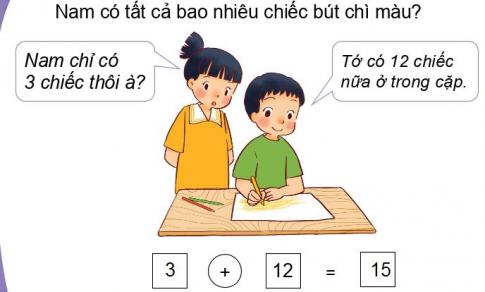 Nam có tất cả bao nhiêu chiếc bút chì màu?
Nam chỉ có
3 chiếc thôi à?
Tớ có 12 chiếc
nữa ở trong cặp.
3 + 12 = 15